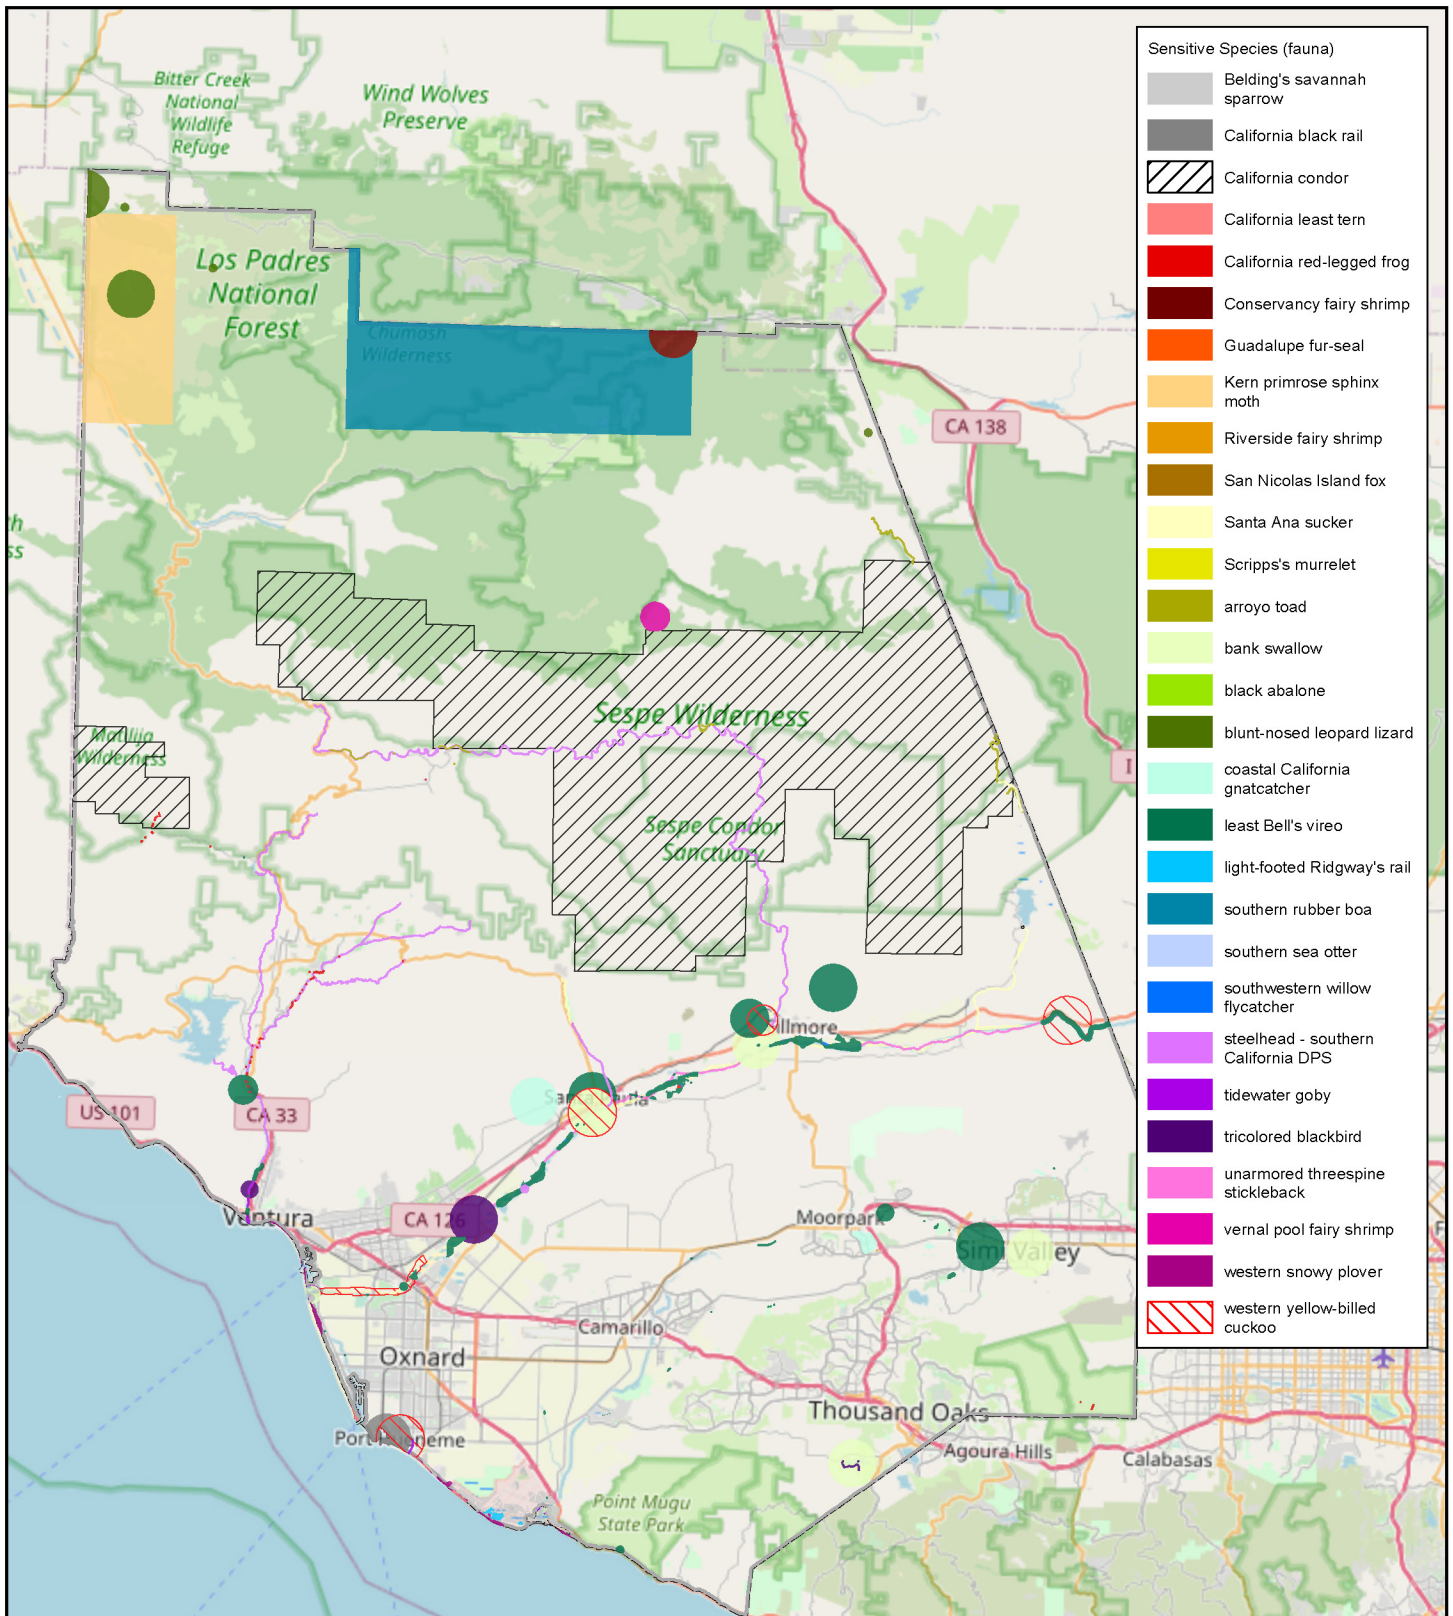 Bitter Creek
National
Wildlife
Refuge
Wind Wolves
Preserve
Los Padres
National
Forest
Chumash
Wilderness
CA 138
Sespe Wilderness
Matilija
Wilderness
Sespe Condor
Sanctuary
illmore
US 101
CA 33
Santa Paula
Ventura
CA 126
Moorpark
Simi Valley
Camarillo
Oxnard
Thousand Oaks
Port Hueneme
Agoura Hills
Calabasas
Point Mugu
State Park
Sensitive Species (fauna)
Belding's savannah
sparrow
California black rail
California condor
California least tern
California red-legged frog
Conservancy fairy shrimp
Guadalupe fur-seal
Kern primrose sphinx
moth
Riverside fairy shrimp
San Nicolas Island fox
Santa Ana sucker
Scripps's murrelet
arroyo toad
bank swallow
black abalone
blunt-nosed leopard lizard
coastal California
gnatcatcher
least Bell's vireo
light-footed Ridgway's rail
southern rubber boa
southern sea otter
southwestern willow
flycatcher
steelhead - southern
California DPS
tidewater goby
tricolored blackbird
unarmored threespine
stickleback
vernal pool fairy shrimp
western snowy plover
western yellow-billed
cuckoo